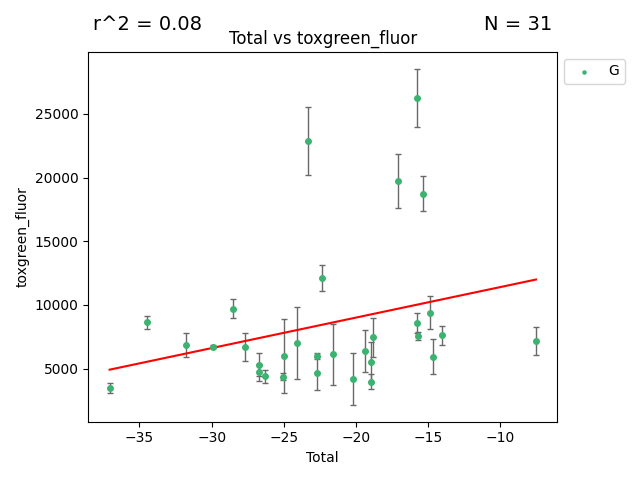 r^2 = 0.08
N = 31
Total vs toxgreen_fluor
G
25000
20000
15000
10000
5000
toxgreen_fluor
−35
−30
−25
−20
−15
−10
Total